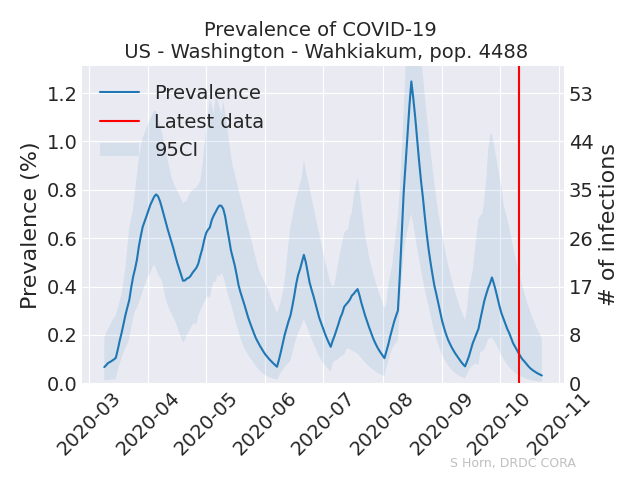 Prevalence of COVID-19
US - Washington - Wahkiakum, pop. 4488
Prevalence
Latest data
95CI
Prevalence (%)
1.2
1.0
0.8
0.6
0.4
0.2
0.0
53
44
35
26
17
8
0
# of infections
2020-03
2020-04
2020-05
2020-06
2020-07
2020-08
2020-09
2020-10
2020-11
S Horn, DRDC CORA